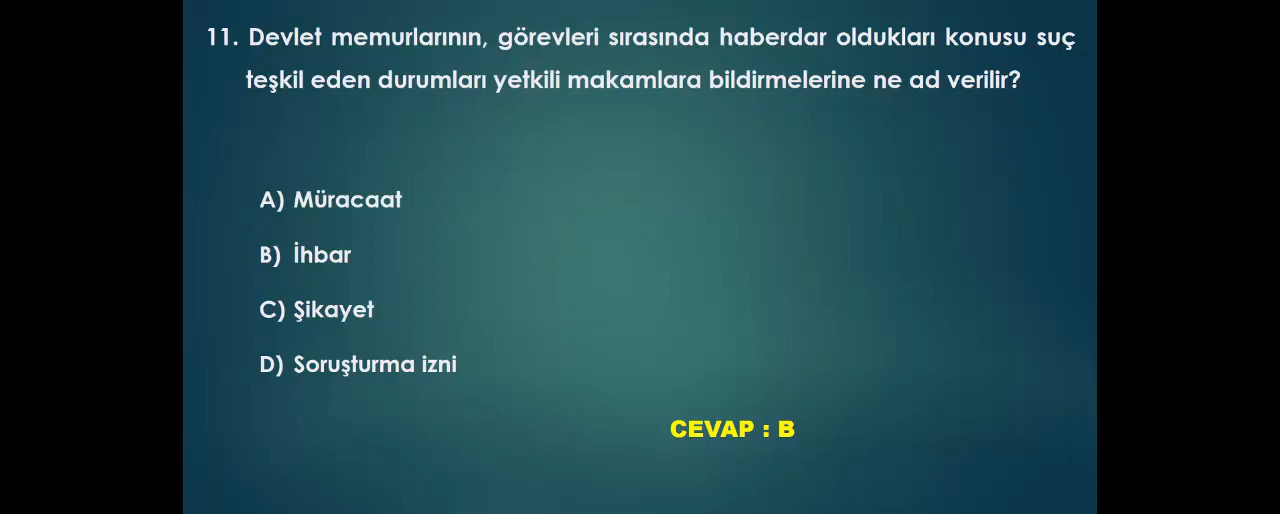 11. Devlet memurlarının, görevleri sırasında haberdar oldukları konusu suç
teşkil eden durumları yetkili makamlara bildirmelerine ne ad verilir?
A) Müracaat
B) İhbar
C) Şikayet
D) Soruşturma izni
CEVAP : B